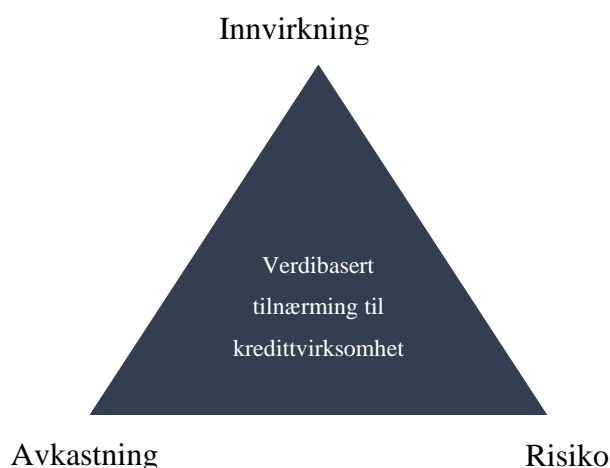 Innvirkning
Verdibasert
tilnærming til
kredittvirksomhet
Avkastning
Risiko